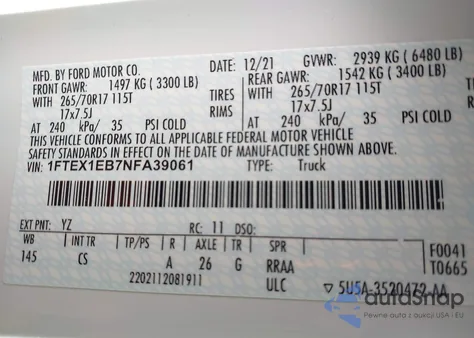 MFD. BY FORD MOTOR CO. DATE: 12/21 GVWR: 2939 KG (6480 LB)
FRONT GAWR: 1497 KG (3300 LB) REAR GAWR: 1542 KG (3400 LB)
WITH 265/70R17 115T TIRES WITH 265/70R17 115T
17x7.5J RIMS 17x7.5J
AT 240 kPa/ 35 PSI COLD AT 240 kPa/ 35 PSI COLD
THIS VEHICLE CONFORMS TO ALL APPLICABLE FEDERAL MOTOR VEHICLE
SAFETY STANDARDS IN EFFECT ON THE DATE OF MANUFACTURE SHOWN ABOVE.
VIN: 1FTEX1EB7NFA39061 TYPE: Truck
EXT PNT: YZ RC: 11 DSO:
WB INT TR TP/PS R AXLE TR SPR F0041
145 CS A 26 G RRAA T0665
2202112081911 ULC ▽ 5U5A-3520472-AA
autoSnap
Pewne auta z aukcji USA i EU